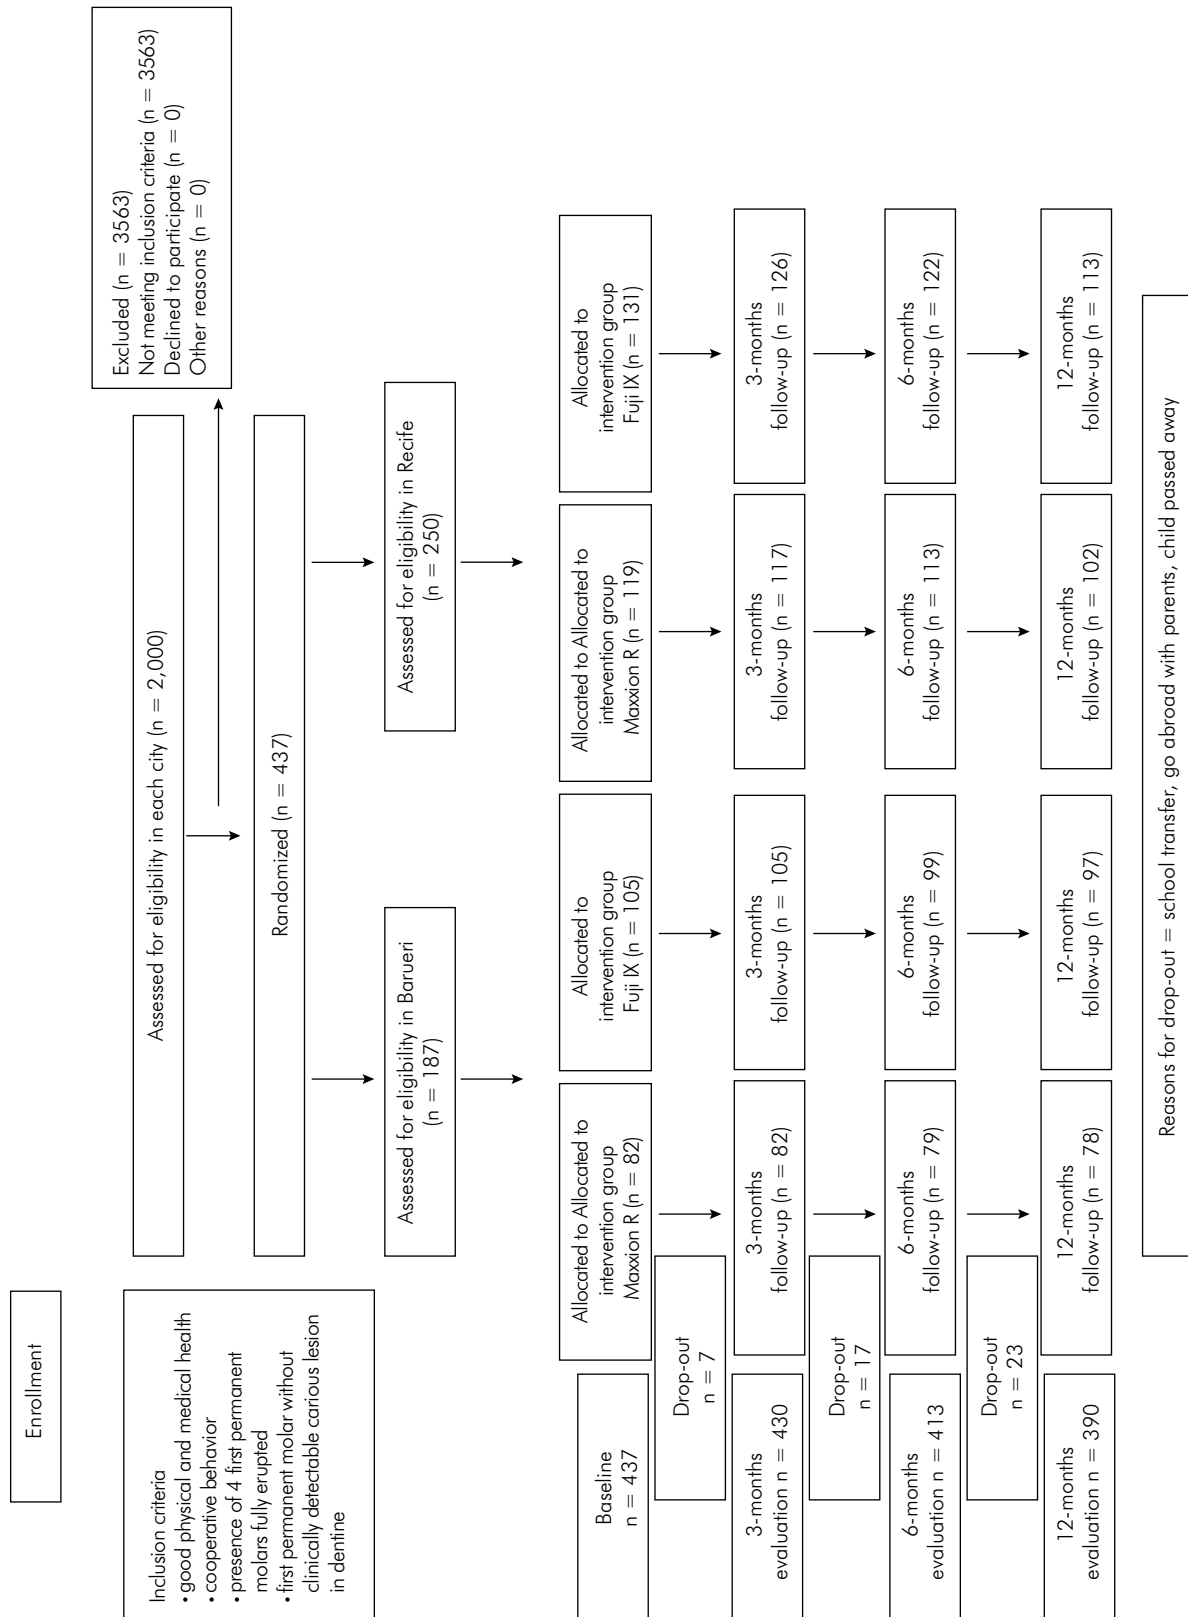 Enrollment
Assessed for eligibility in each city (n = 2,000)
Excluded (n = 3563)
Not meeting inclusion criteria (n = 3563)
Declined to participate (n = 0)
Other reasons (n = 0)
Inclusion criteria
• good physical and medical health
• cooperative behavior
• presence of 4 first permanent
molars fully erupted
• first permanent molar without
clinically detectable carious lesion
in dentine
Randomized (n = 437)
Assessed for eligibility in Barueri
(n = 187)
Assessed for eligibility in Recife
(n = 250)
Baseline
n = 437
Allocated to Allocated to
intervention group
Maxxion R (n = 82)
Allocated to
intervention group
Fuji IX (n = 105)
Allocated to Allocated to
intervention group
Maxxion R (n = 119)
Allocated to
intervention group
Fuji IX (n = 131)
Drop-out
n = 7
3-months
evaluation n = 430
3-months
follow-up (n = 82)
3-months
follow-up (n = 105)
3-months
follow-up (n = 117)
3-months
follow-up (n = 126)
Drop-out
n = 17
6-months
evaluation n = 413
6-months
follow-up (n = 79)
6-months
follow-up (n = 99)
6-months
follow-up (n = 113)
6-months
follow-up (n = 122)
Drop-out
n = 23
12-months
evaluation n = 390
12-months
follow-up (n = 78)
12-months
follow-up (n = 97)
12-months
follow-up (n = 102)
12-months
follow-up (n = 113)
Reasons for drop-out = school transfer, go abroad with parents, child passed away